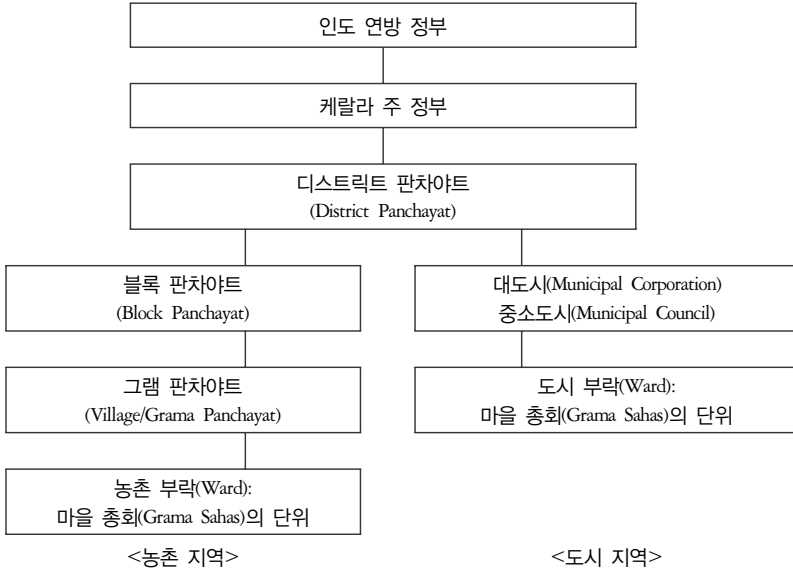 인도 연방 정부
케랄라 주 정부
디스트릭트 판차야트
(District Panchayat)
블록 판차야트
(Block Panchayat)
대도시(Municipal Corporation)
중소도시(Municipal Council)
그램 판차야트
(Village/Grama Panchayat)
도시 부락(Ward):
마을 총회(Grama Sahas)의 단위
농촌 부락(Ward):
마을 총회(Grama Sahas)의 단위
<농촌 지역>
<도시 지역>